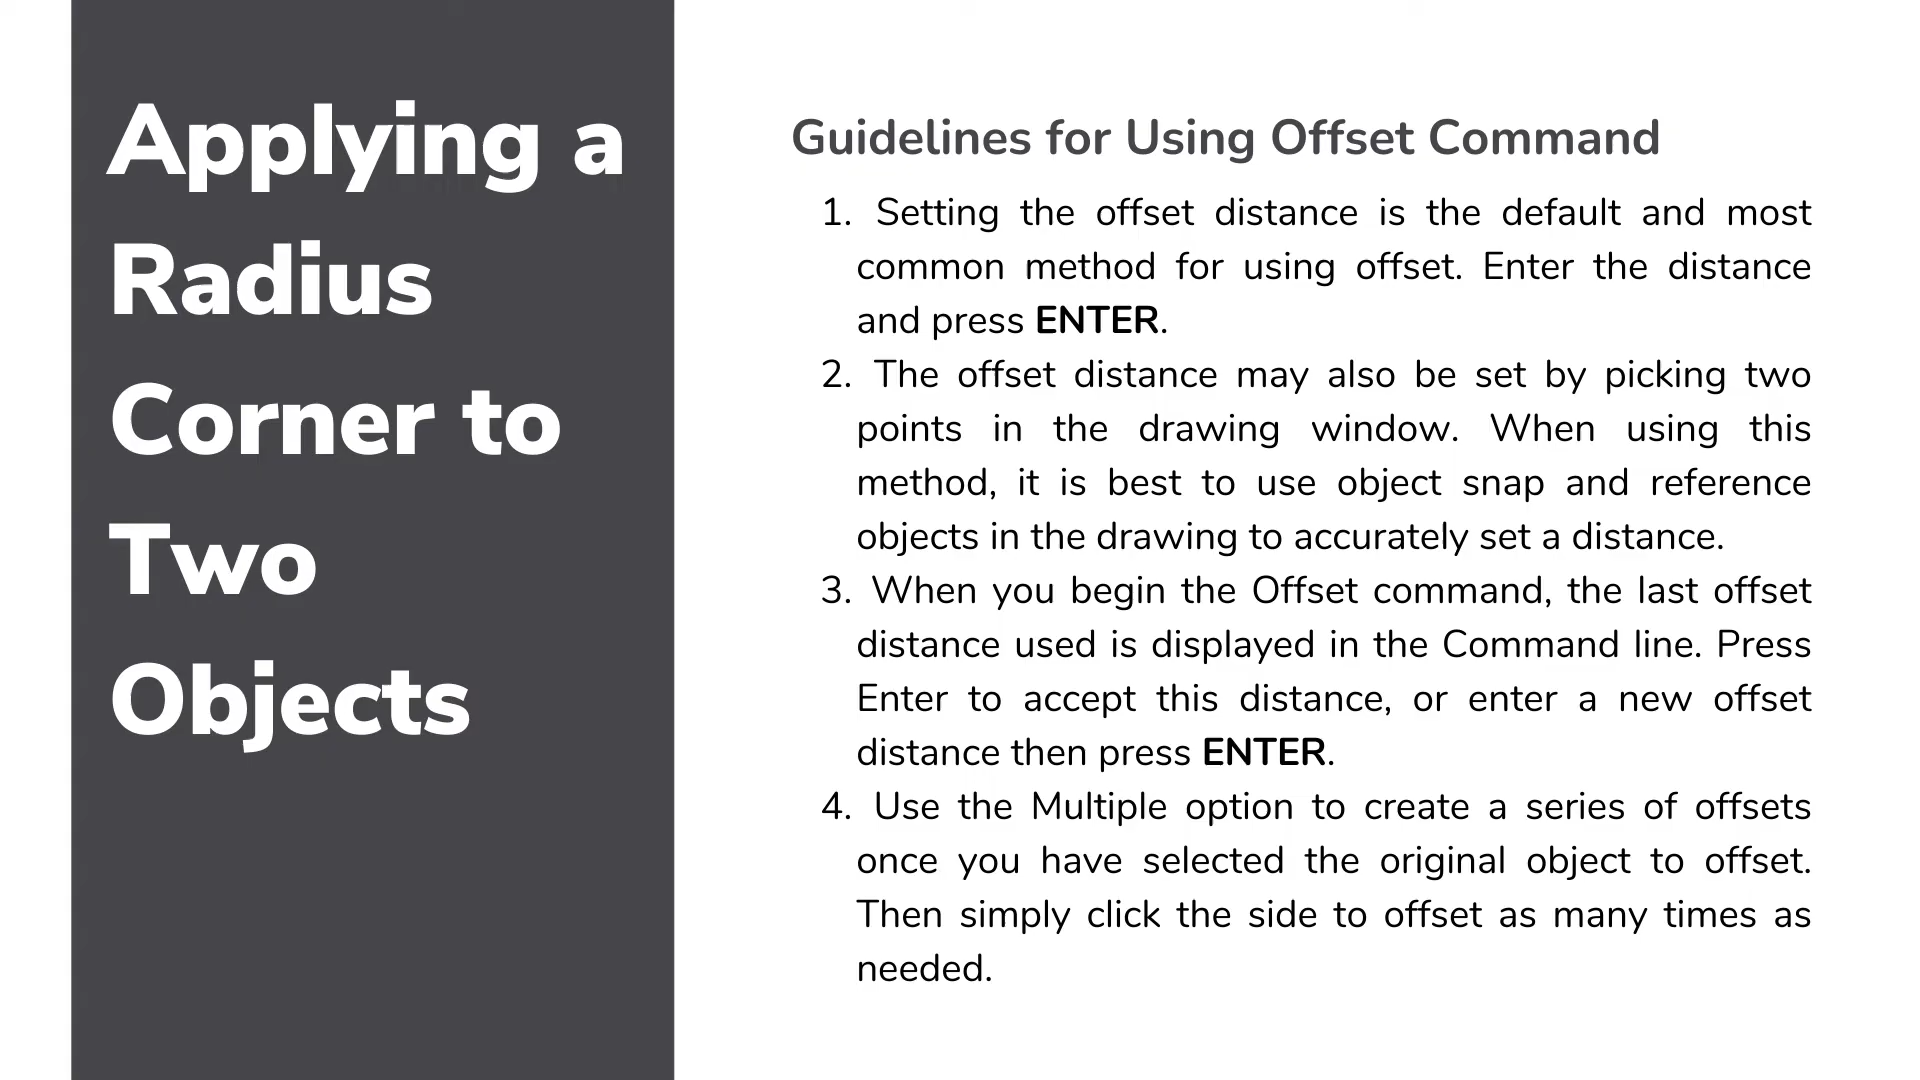 Applying a
Radius
Corner to
Two
Objects
Guidelines for Using Offset Command
1. Setting the offset distance is the default and most
common method for using offset. Enter the distance
and press ENTER.
2. The offset distance may also be set by picking two
points in the drawing window. When using this
method, it is best to use object snap and reference
objects in the drawing to accurately set a distance.
3. When you begin the Offset command, the last offset
distance used is displayed in the Command line. Press
Enter to accept this distance, or enter a new offset
distance then press ENTER.
4. Use the Multiple option to create a series of offsets
once you have selected the original object to offset.
Then simply click the side to offset as many times as
needed.